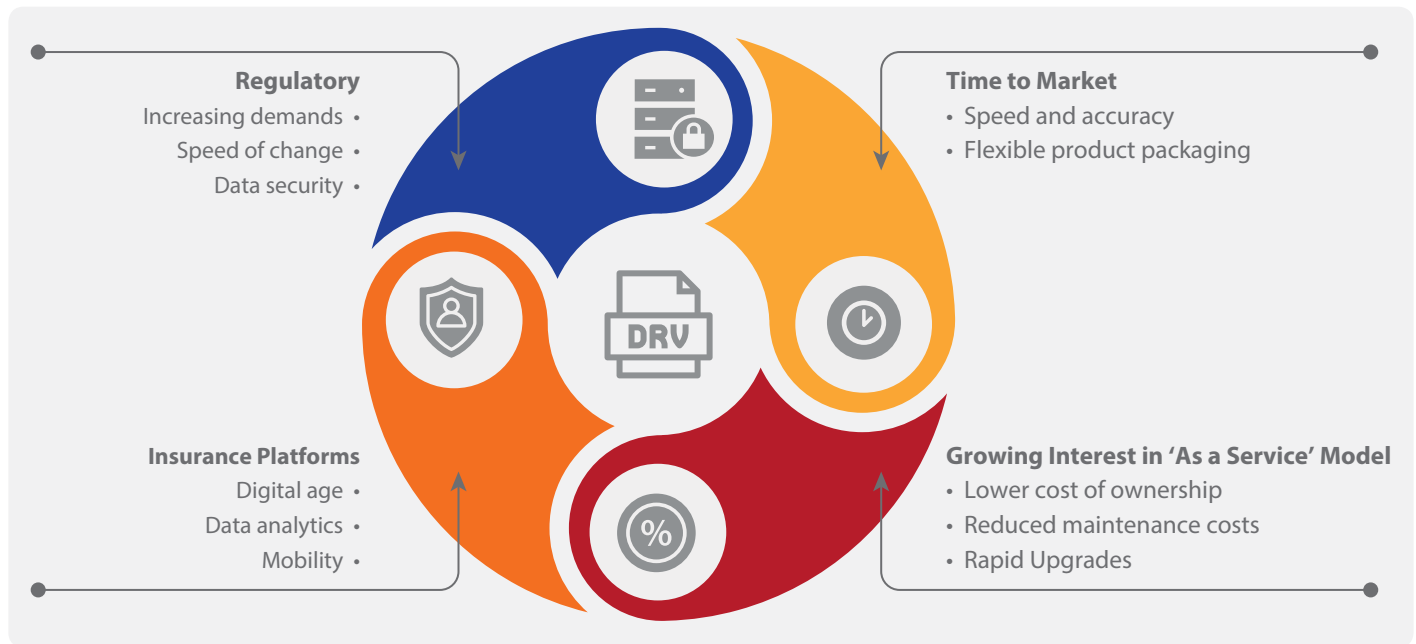 Regulatory
Increasing demands •
Speed of change •
Data security •
Time to Market
• Speed and accuracy
• Flexible product packaging
DRV
Insurance Platforms
Digital age •
Data analytics •
Mobility •
Growing Interest in ‘As a Service’ Model
• Lower cost of ownership
• Reduced maintenance costs
• Rapid Upgrades
%